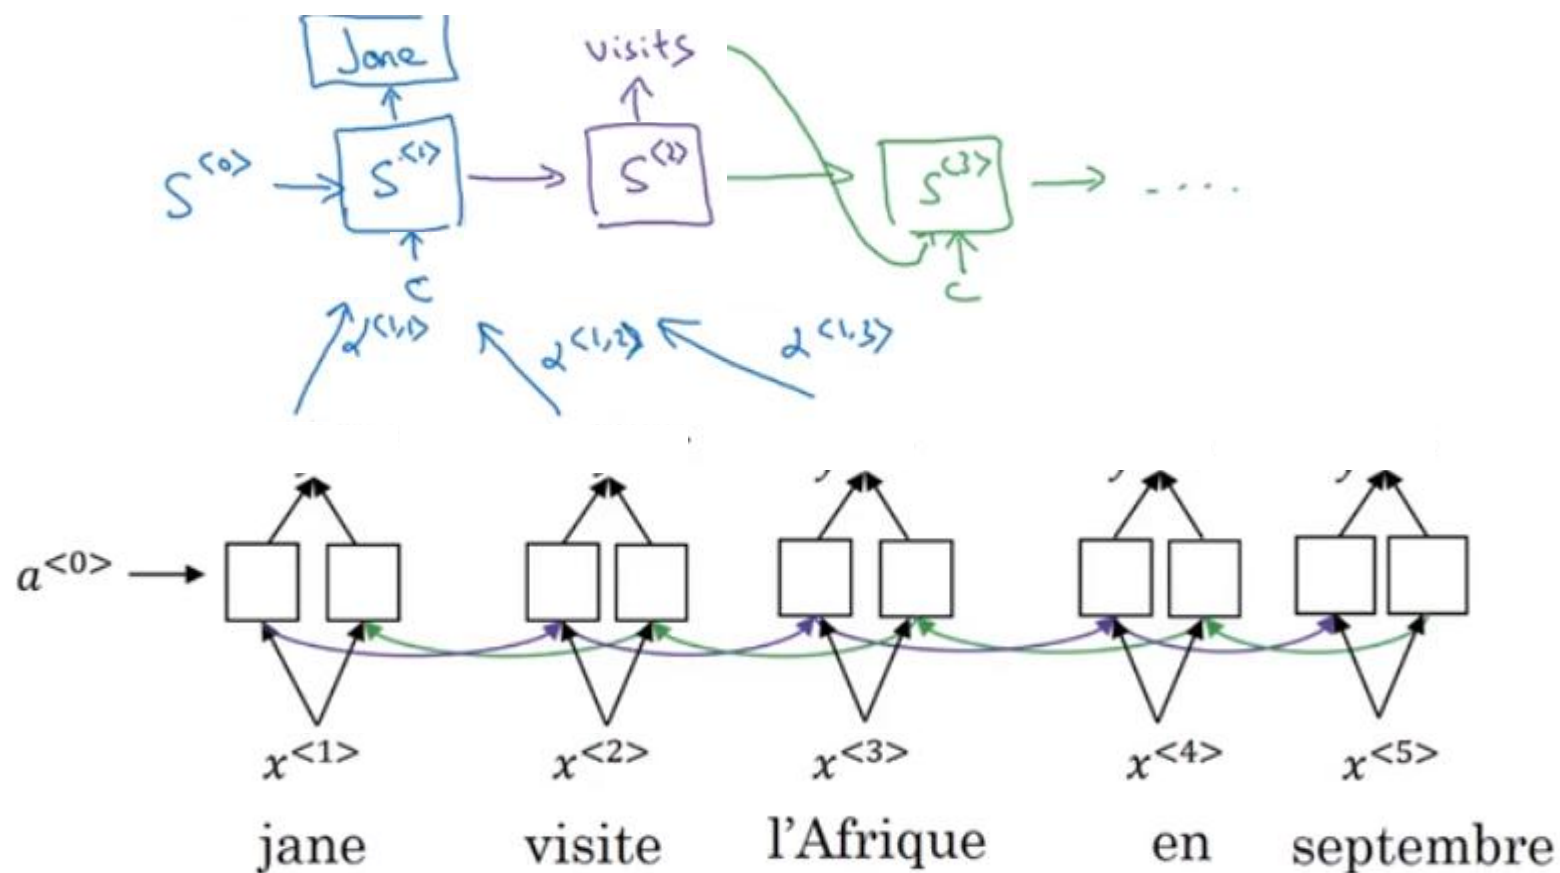 Jane visits
S<0> S<1> S<2> S<3> ....
C C
α<1,1> α<1,2> α<1,3>
a<0>
x<1> x<2> x<3> x<4> x<5>
jane visite l'Afrique en septembre